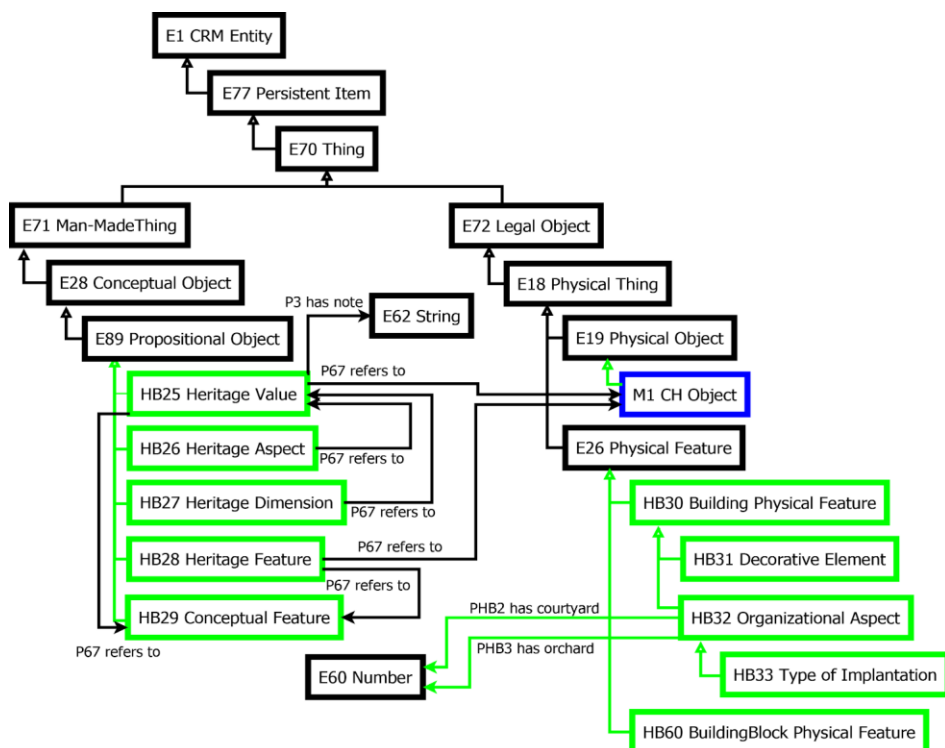 E1 CRM Entity
E77 Persistent Item
E70 Thing
E71 Man-MadeThing
E72 Legal Object
E28 Conceptual Object
E18 Physical Thing
P3 has note
E62 String
E89 Propositional Object
E19 Physical Object
P67 refers to
HB25 Heritage Value
M1 CH Object
HB26 Heritage Aspect
P67 refers to
E26 Physical Feature
HB27 Heritage Dimension
HB30 Building Physical Feature
P67 refers to
HB28 Heritage Feature
P67 refers to
HB31 Decorative Element
P67 refers to
HB29 Conceptual Feature
PHB2 has courtyard
HB32 Organizational Aspect
P67 refers to
PHB3 has orchard
E60 Number
HB33 Type of Implantation
HB60 BuildingBlock Physical Feature